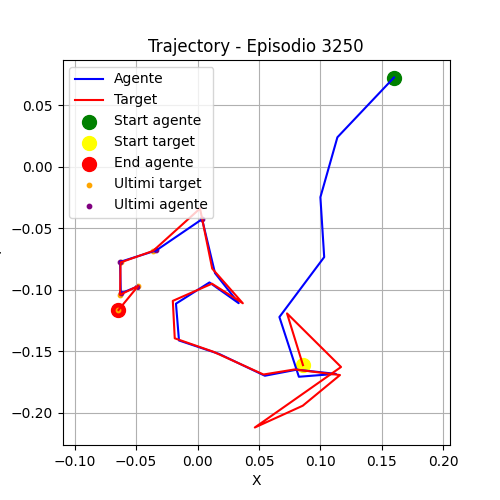 Trajectory - Episodio 3250
Agente
Target
Start agente
Start target
End agente
Ultimi target
Ultimi agente
0.05
0.00
−0.05
−0.10
−0.15
−0.20
−0.10
−0.05
0.00
0.05
0.10
0.15
0.20
X